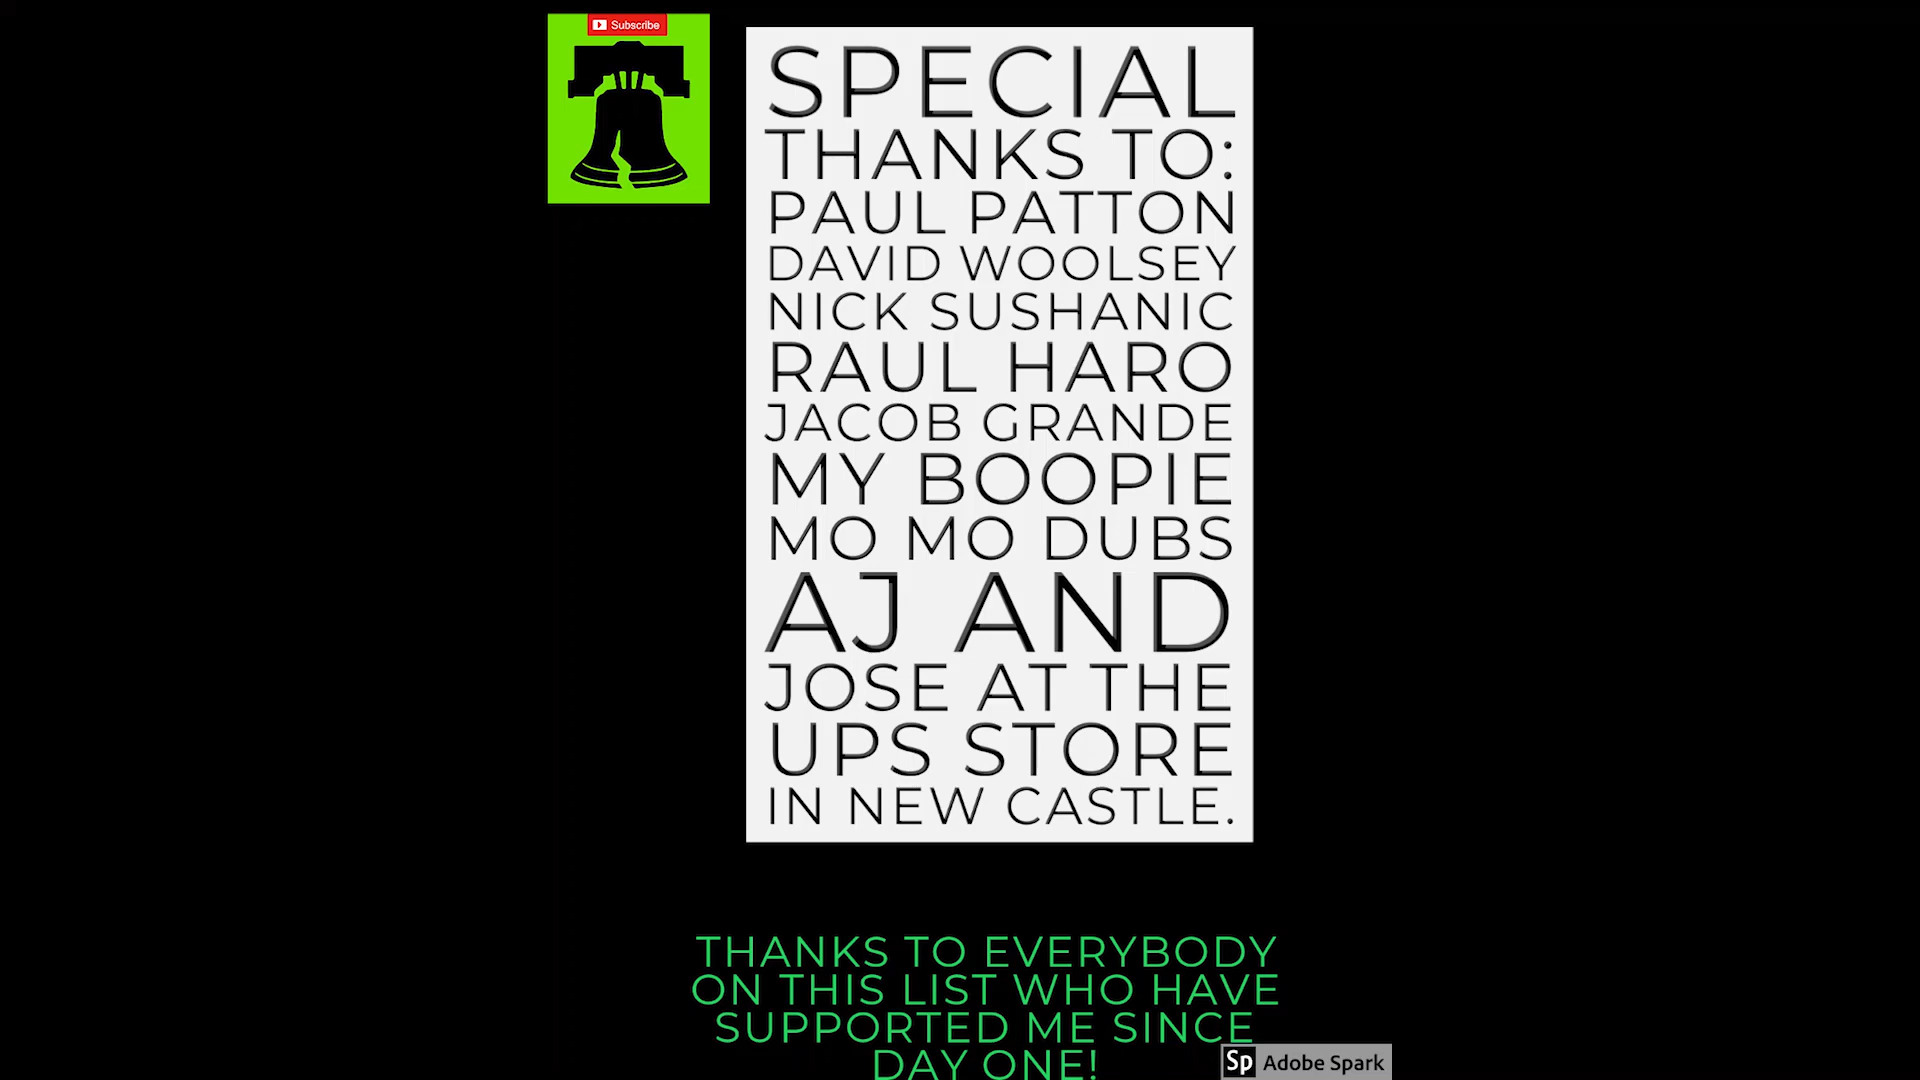 Subscribe
SPECIAL
THANKS TO:
PAUL PATTON
DAVID WOOLSEY
NICK SUSHANIC
RAUL HARO
JACOB GRANDE
MY BOOPIE
MO MO DUBS
AJ AND
JOSE AT THE
UPS STORE
IN NEW CASTLE.
THANKS TO EVERYBODY
ON THIS LIST WHO HAVE
SUPPORTED ME SINCE
DAY ONE!
Sp Adobe Spark